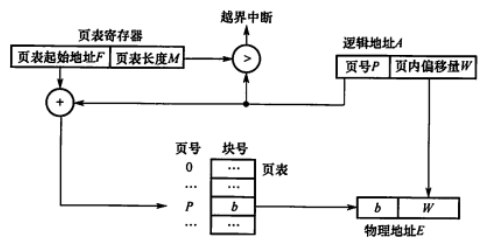 越界中断
页表寄存器
页表起始地址F 页表长度M
>
逻辑地址A
页号P 页内偏移量W
+
页号 块号
0 … 页表
… …
P b
… …
b W
物理地址E